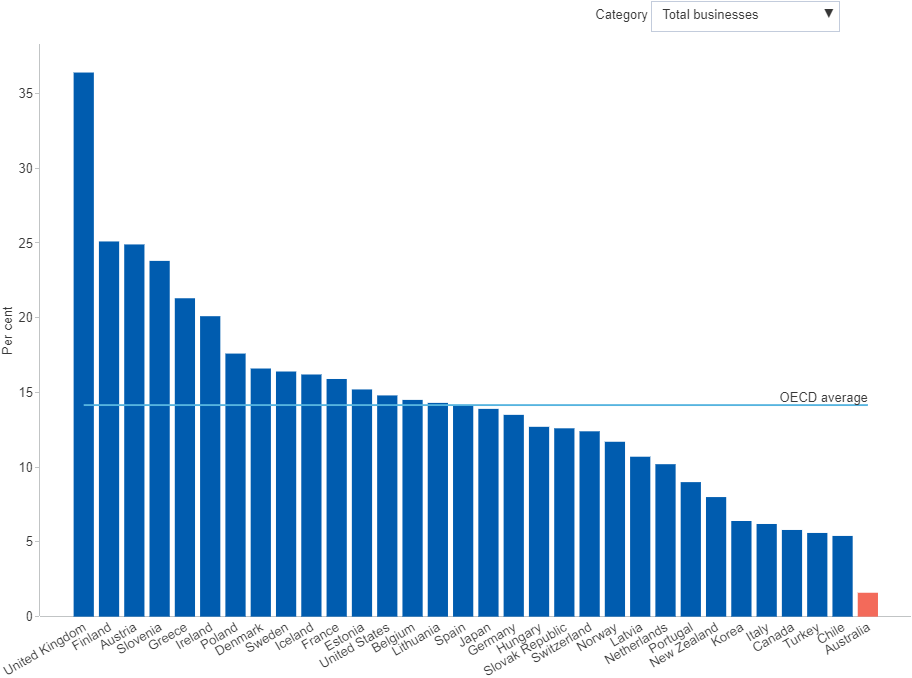 Category Total businesses ▼
Per cent
35
30
25
20
15
10
5
0
OECD average
United Kingdom
Finland
Austria
Slovenia
Greece
Ireland
Poland
Denmark
Sweden
Iceland
France
Estonia
United States
Belgium
Lithuania
Spain
Japan
Germany
Hungary
Slovak Republic
Switzerland
Norway
Latvia
Netherlands
Portugal
New Zealand
Korea
Italy
Canada
Turkey
Chile
Australia